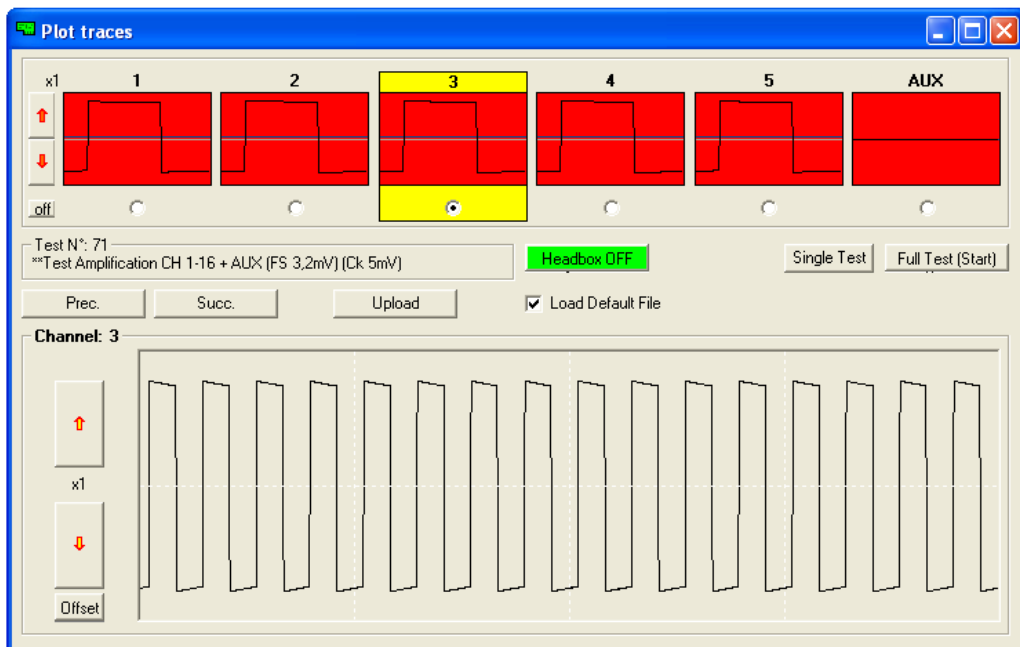 Plot traces
x1 1 2 3 4 5 AUX
off
Test N°: 71
**Test Amplification CH 1-16 + AUX (FS 3,2mV) (Ck 5mV)
Headbox OFF
Single Test
Full Test (Start)
Prec.
Succ.
Upload
Load Default File
Channel: 3
x1
Offset